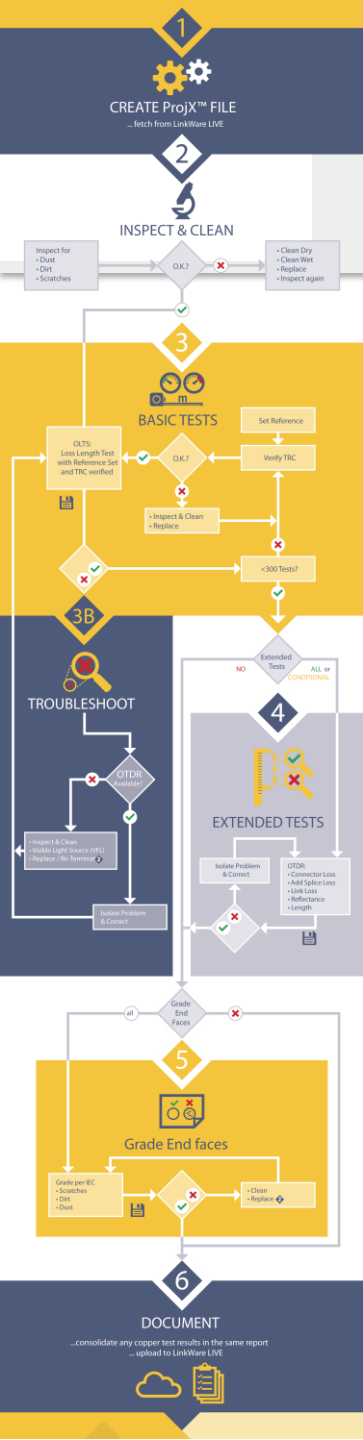 1
CREATE ProjX™ FILE
... fetch from LinkWare LIVE
2
INSPECT & CLEAN
Inspect for
• Dust
• Dirt
• Scratches
O.K.?
• Clean Dry
• Clean Wet
• Replace
• Inspect again
3
m
BASIC TESTS
Set Reference
OLTS:
Loss Length Test
with Reference Set
and TRC verified
O.K.?
Verify TRC
• Inspect & Clean
• Replace
<300 Tests?
3B
TROUBLESHOOT
OTDR
Available?
• Inspect & Clean
• Visible Light Source (VFL)
• Replace / Re-Terminate 2
Isolate Problem
& Correct
Extended
Tests
NO
ALL or
CONDITIONAL
4
EXTENDED TESTS
Isolate Problem
& Correct
OTDR:
• Connector Loss
• Add Splice Loss
• Link Loss
• Reflectance
• Length
Grade
End
Faces
all
5
Grade End faces
Grade per IEC
• Scratches
• Dirt
• Dust
• Clean
• Replace 2
6
DOCUMENT
...consolidate any copper test results in the same report
... upload to LinkWare LIVE